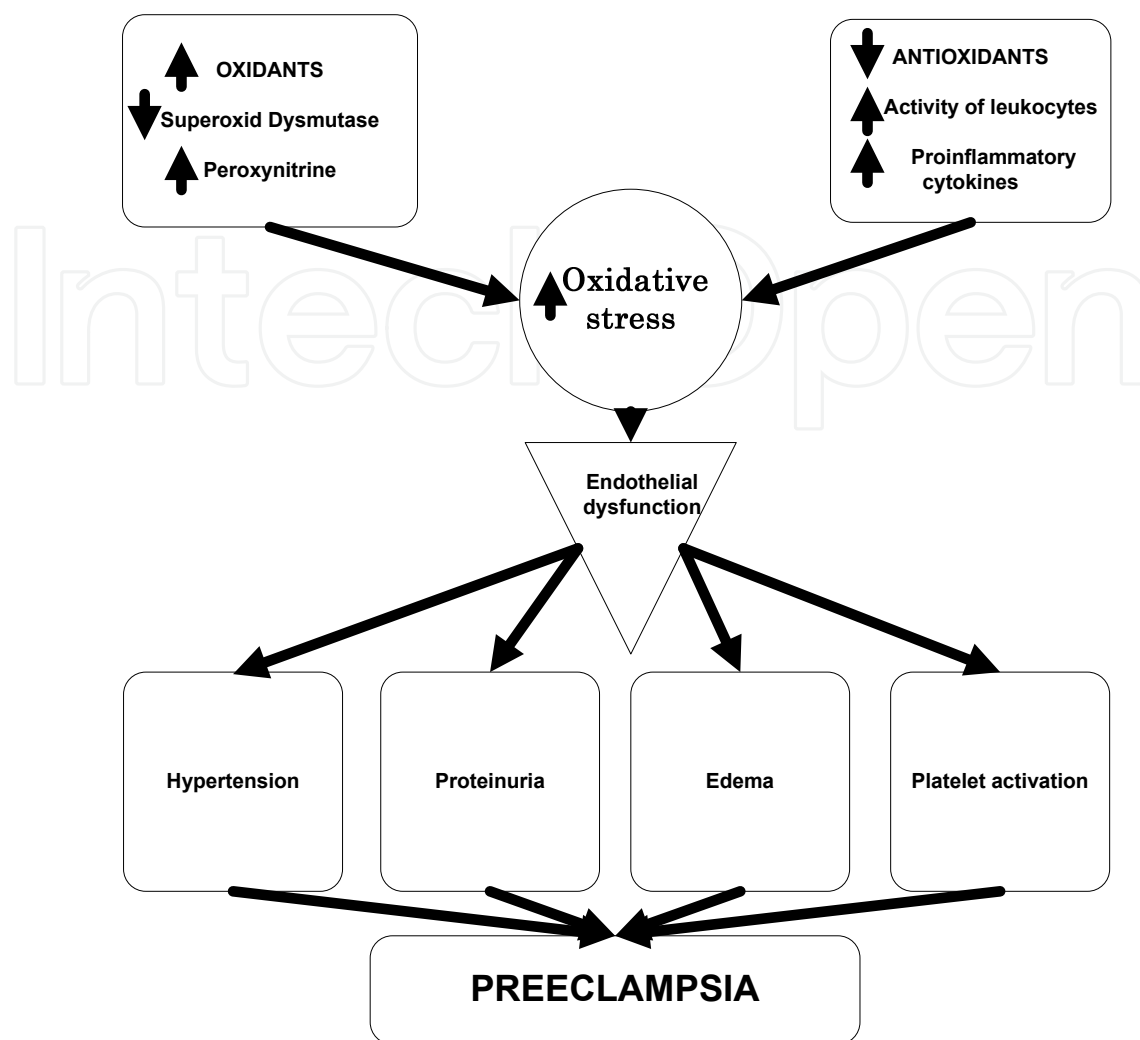 OXIDANTS
Superoxid Dysmutase
Peroxynitrine
ANTIOXIDANTS
Activity of leukocytes
Proinflammatory
cytokines
IntechOpen
Oxidative
stress
Endothelial
dysfunction
Hypertension
Proteinuria
Edema
Platelet activation
PREECLAMPSIA